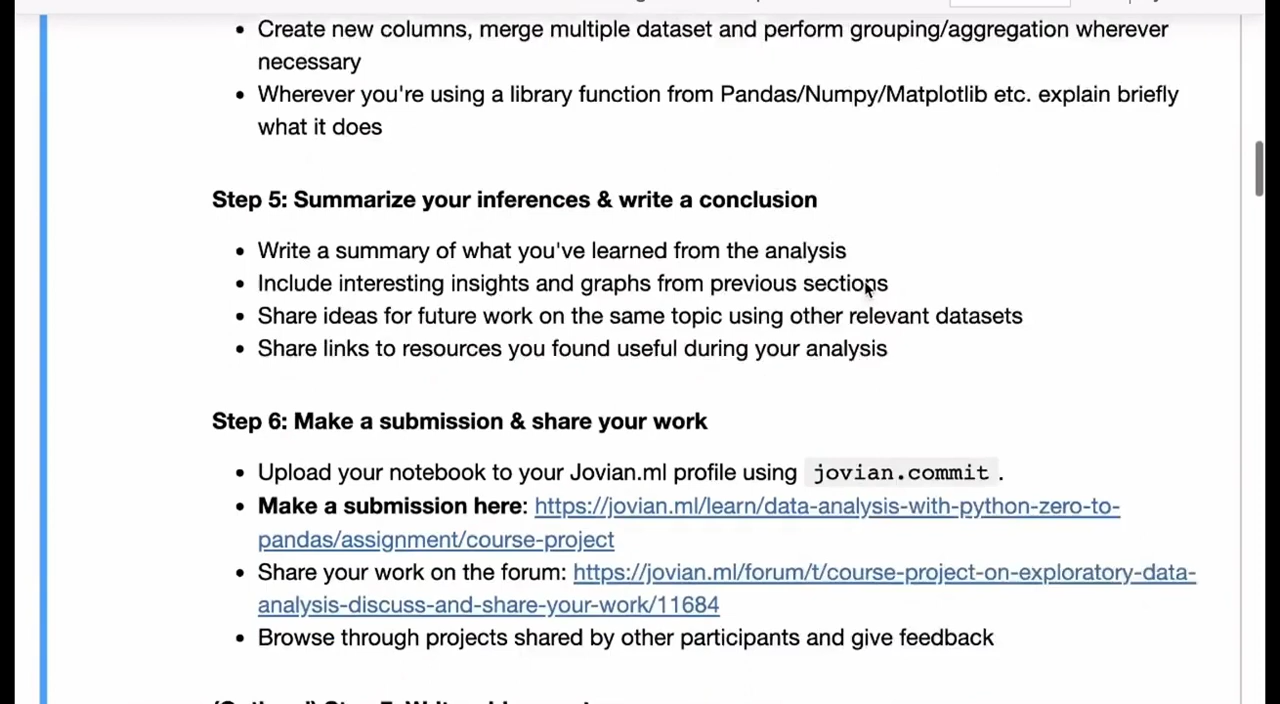 Create new columns, merge multiple dataset and perform grouping/aggregation wherever
necessary
Wherever you're using a library function from Pandas/Numpy/Matplotlib etc. explain briefly
what it does
Step 5: Summarize your inferences & write a conclusion
Write a summary of what you've learned from the analysis
Include interesting insights and graphs from previous sections
Share ideas for future work on the same topic using other relevant datasets
Share links to resources you found useful during your analysis
Step 6: Make a submission & share your work
Upload your notebook to your Jovian.ml profile using jovian.commit .
Make a submission here: https://jovian.ml/learn/data-analysis-with-python-zero-to-
pandas/assignment/course-project
Share your work on the forum: https://jovian.ml/forum/t/course-project-on-exploratory-data-
analysis-discuss-and-share-your-work/11684
Browse through projects shared by other participants and give feedback